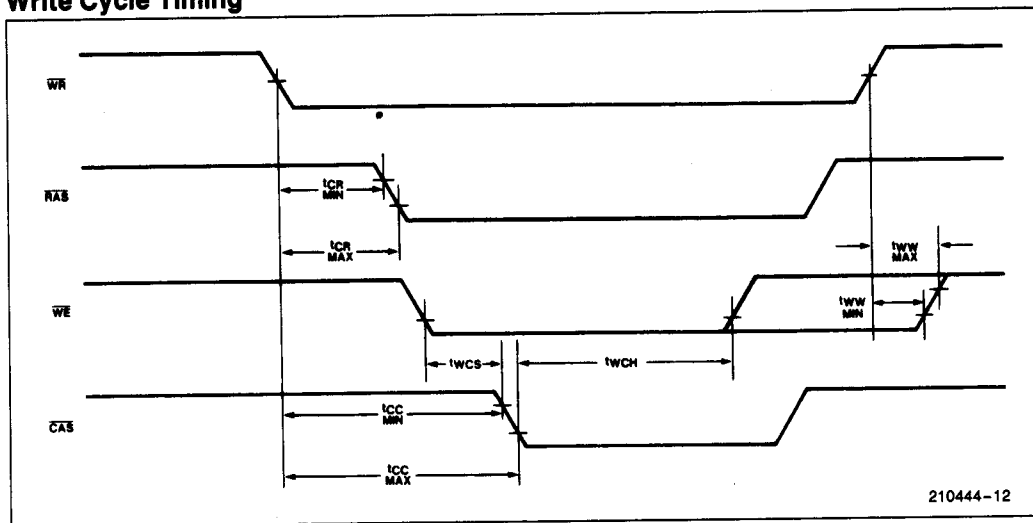 Write Cycle Timing
WR
RAS
tCR
MIN
tCR
MAX
tWW
MAX
WE
tWW
MIN
tWCS
tWCH
CAS
tCC
MIN
tCC
MAX
210444-12